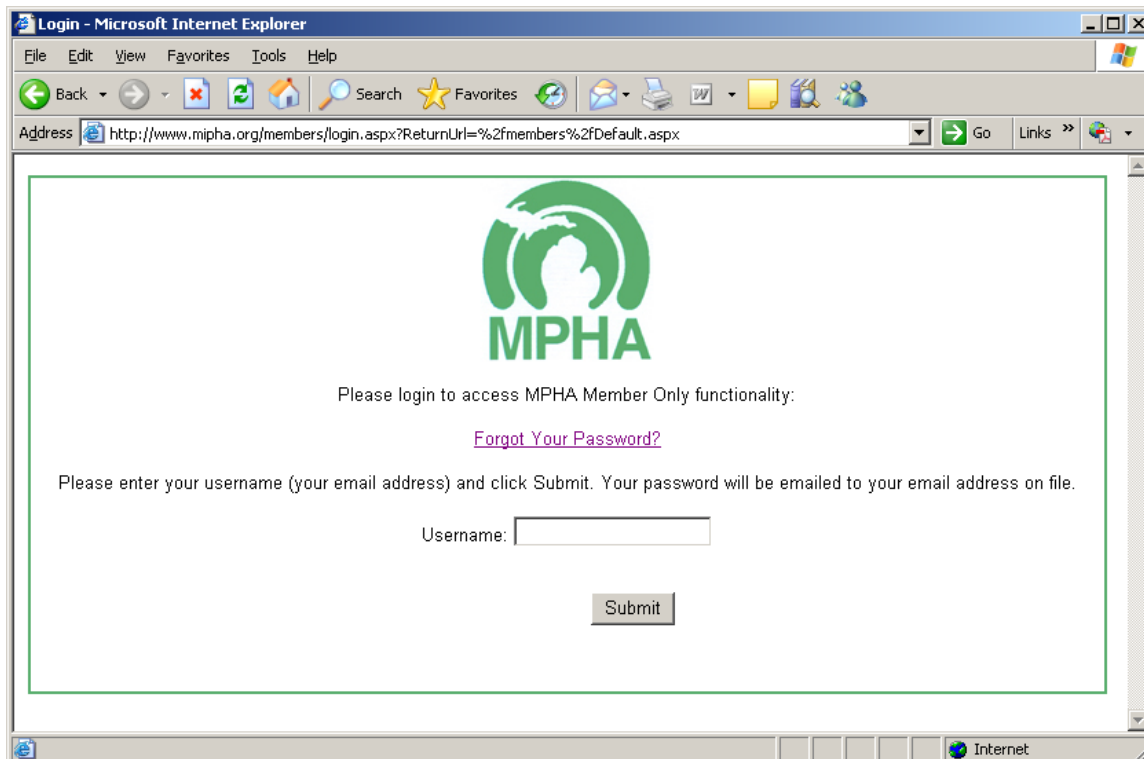 Login - Microsoft Internet Explorer
File Edit View Favorites Tools Help
Back Search Favorites
Address http://www.mipha.org/members/login.aspx?ReturnUrl=%2fmembers%2fDefault.aspx Go Links »
MPHA
Please login to access MPHA Member Only functionality:
Forgot Your Password?
Please enter your username (your email address) and click Submit. Your password will be emailed to your email address on file.
Username:
Submit
Internet